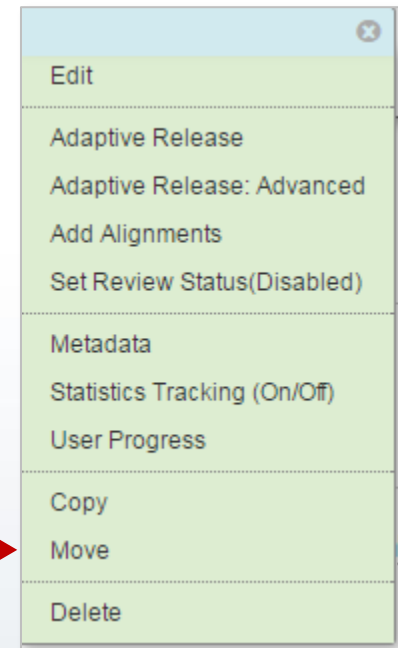 Edit
Adaptive Release
Adaptive Release: Advanced
Add Alignments
Set Review Status(Disabled)
Metadata
Statistics Tracking (On/Off)
User Progress
Copy
Move
Delete